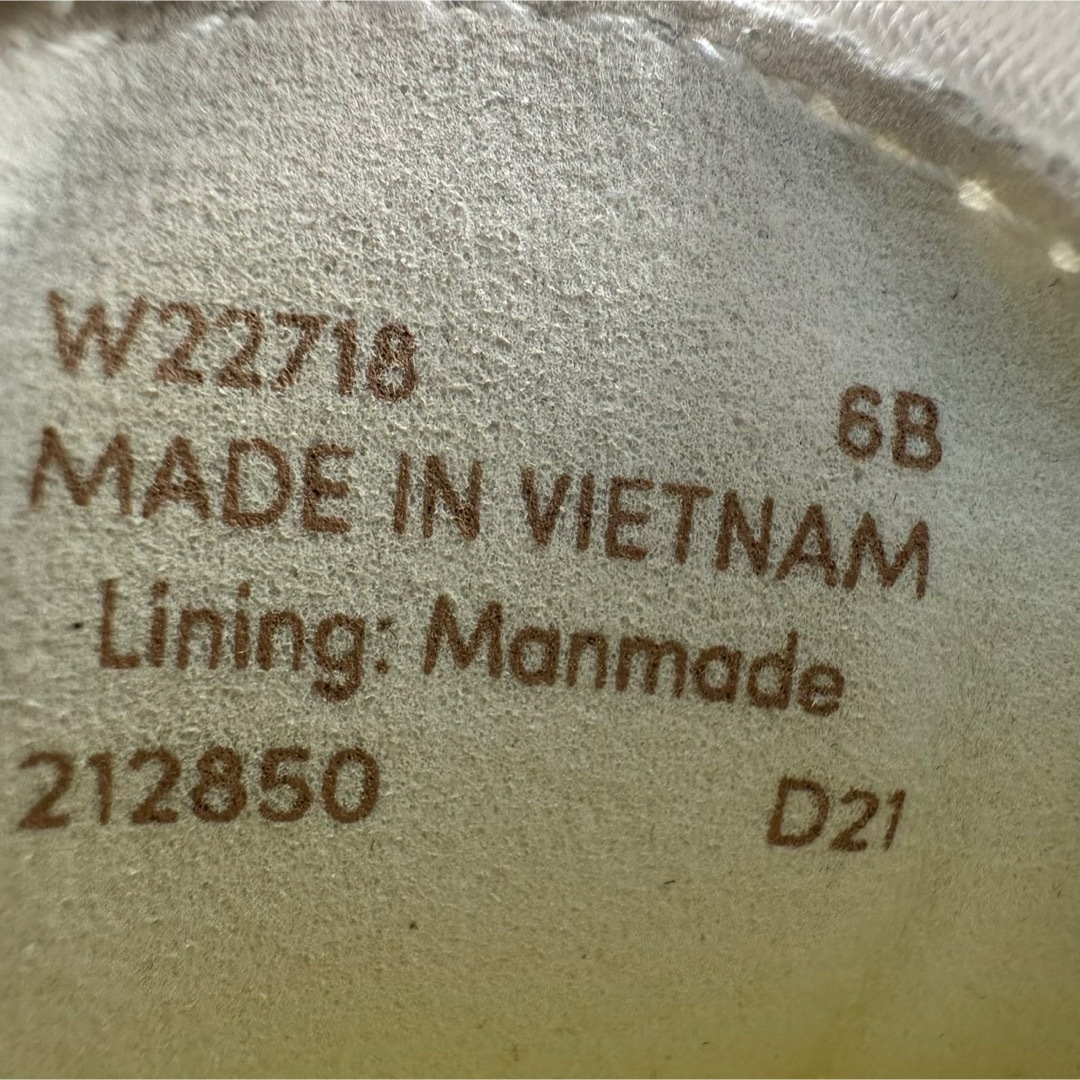 W22718 6B
MADE IN VIETNAM
Lining: Manmade
212850 D21